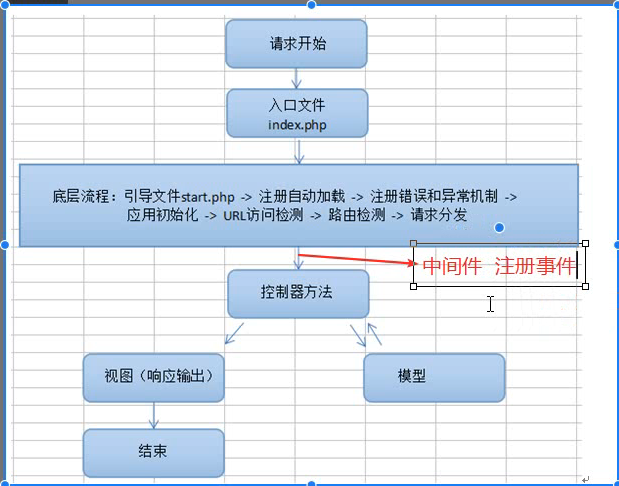 请求开始
入口文件
index.php
底层流程：引导文件start.php -> 注册自动加载 -> 注册错误和异常机制 ->
应用初始化 -> URL访问检测 -> 路由检测 -> 请求分发
中间件 注册事件
控制器方法
视图（响应输出）
模型
结束